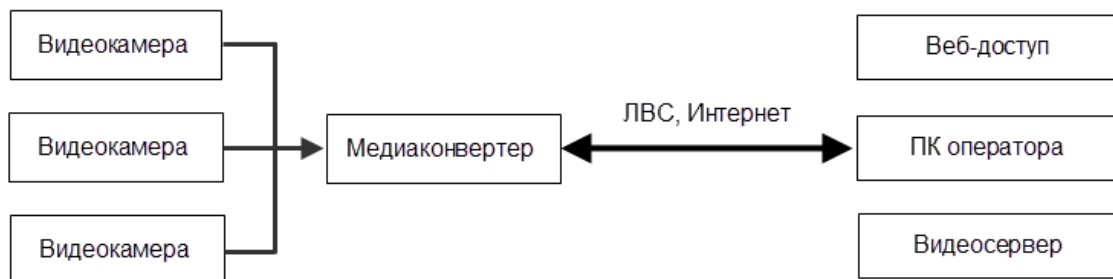 Видеокамера
Видеокамера
Видеокамера
Медиаконвертер
ЛВС, Интернет
Веб-доступ
ПК оператора
Видеосервер